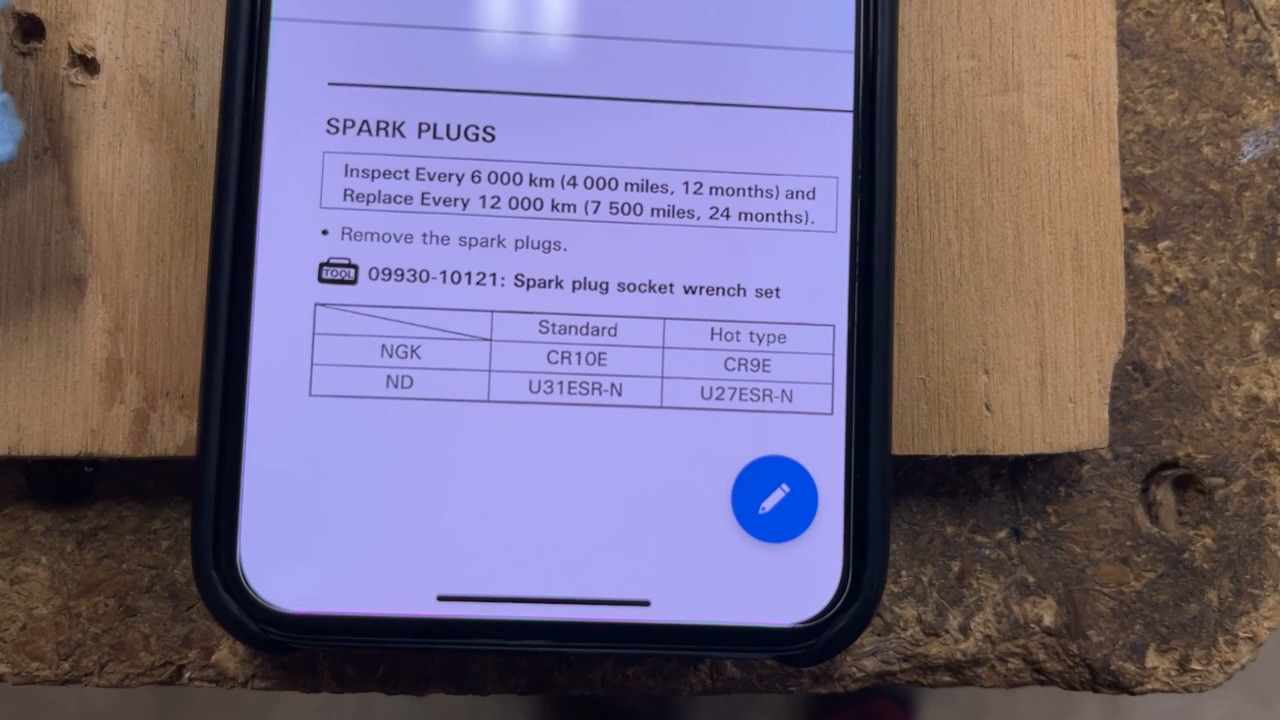 SPARK PLUGS
Inspect Every 6 000 km (4 000 miles, 12 months) and
Replace Every 12 000 km (7 500 miles, 24 months).
• Remove the spark plugs.
TOOL 09930-10121: Spark plug socket wrench set
Standard Hot type
NGK CR10E CR9E
ND U31ESR-N U27ESR-N